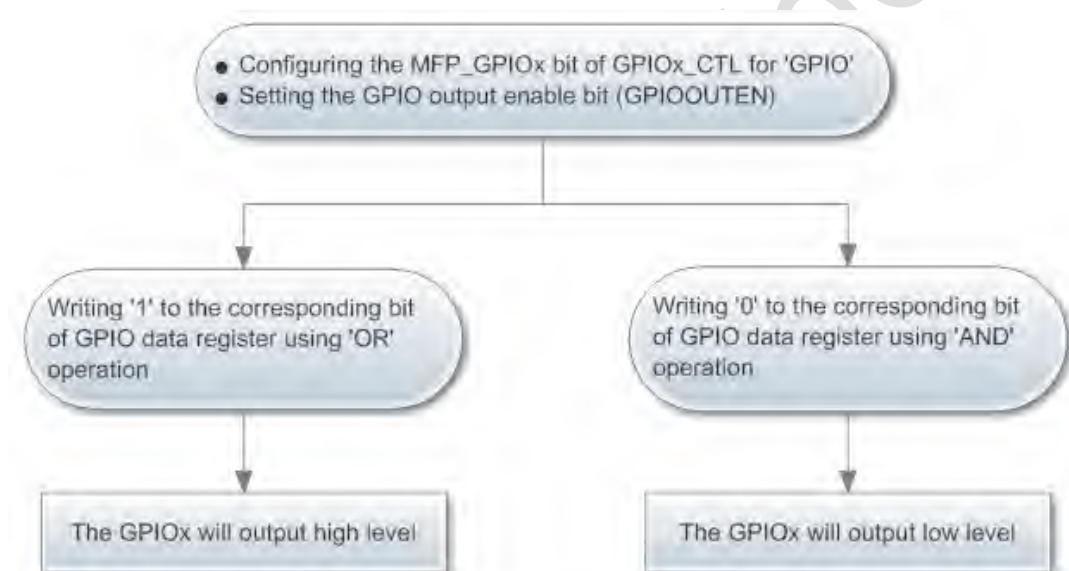 ● Configuring the MFP_GPIOx bit of GPIOx_CTL for 'GPIO'
● Setting the GPIO output enable bit (GPIOOUTEN)
Writing '1' to the corresponding bit
of GPIO data register using 'OR'
operation
Writing '0' to the corresponding bit
of GPIO data register using 'AND'
operation
The GPIOx will output high level
The GPIOx will output low level